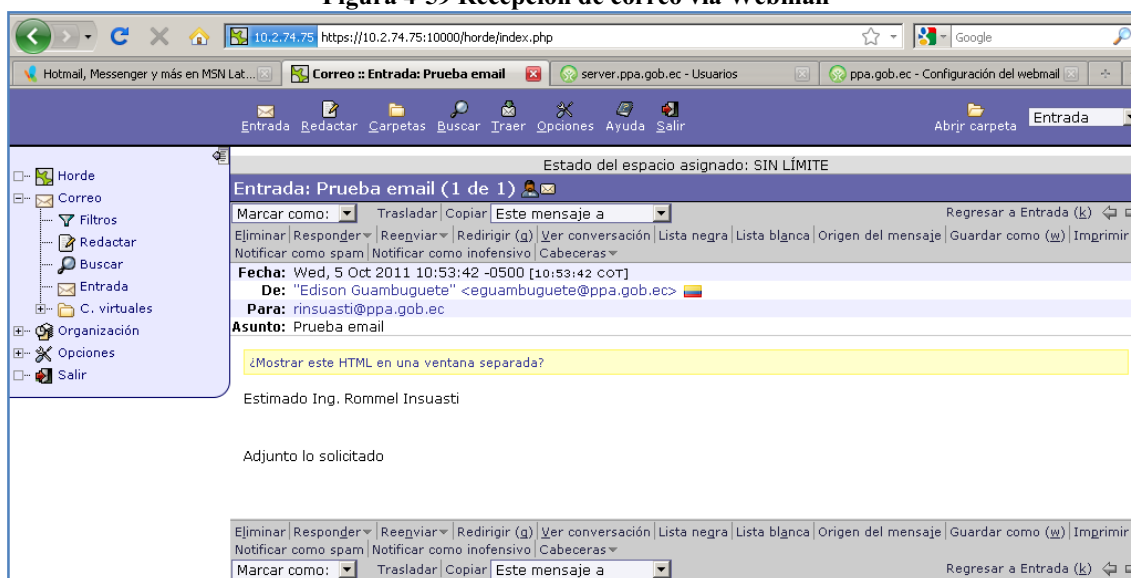 Figura 4-39 Recepción de correo vía Webmail
10.2.74.75 https://10.2.74.75:10000/horde/index.php Google
Hotmail, Messenger y más en MSN Lat... Correo :: Entrada: Prueba email server.ppa.gob.ec - Usuarios ppa.gob.ec - Configuración del webmail
Entrada Redactar Carpetas Buscar Traer Opciones Ayuda Salir Abrir carpeta Entrada
Horde
Correo
Filtros
Redactar
Buscar
Entrada
C. virtuales
Organización
Opciones
Salir
Estado del espacio asignado: SIN LÍMITE
Entrada: Prueba email (1 de 1)
Marcar como: Trasladar Copiar Este mensaje a Regresar a Entrada (k)
Eliminar Responder Reenviar Redirigir (g) Ver conversación Lista negra Lista blanca Origen del mensaje Guardar como (w) Imprimir
Notificar como spam Notificar como inofensivo Cabeceras
Fecha: Wed, 5 Oct 2011 10:53:42 -0500 [10:53:42 COT]
De: "Edison Guambuguete" <eguambuguete@ppa.gob.ec>
Para: rinsuasti@ppa.gob.ec
Asunto: Prueba email
¿Mostrar este HTML en una ventana separada?
Estimado Ing. Rommel Insuasti
Adjunto lo solicitado
Eliminar Responder Reenviar Redirigir (g) Ver conversación Lista negra Lista blanca Origen del mensaje Guardar como (w) Imprimir
Notificar como spam Notificar como inofensivo Cabeceras
Marcar como: Trasladar Copiar Este mensaje a Regresar a Entrada (k)